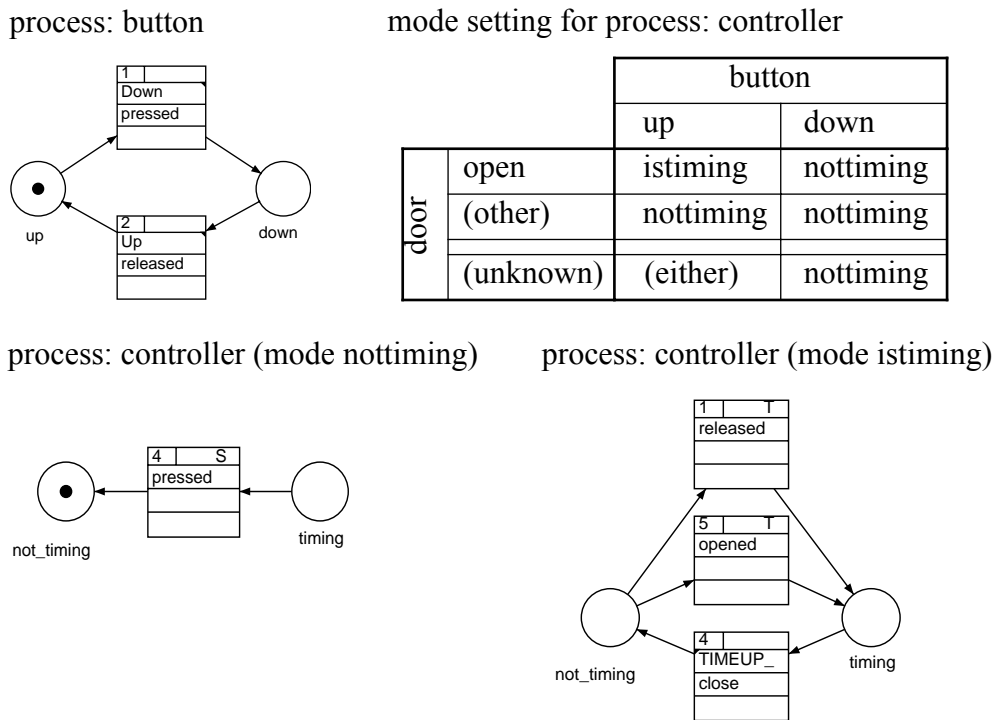 process: button
1
Down
pressed
up
down
2
Up
released
mode setting for process: controller
button
up down
door
open istiming nottiming
(other) nottiming nottiming
(unknown) (either) nottiming
process: controller (mode nottiming)
4 S
pressed
not_timing
timing
process: controller (mode istiming)
1 T
released
5 T
opened
4
TIMEUP_
close
not_timing
timing